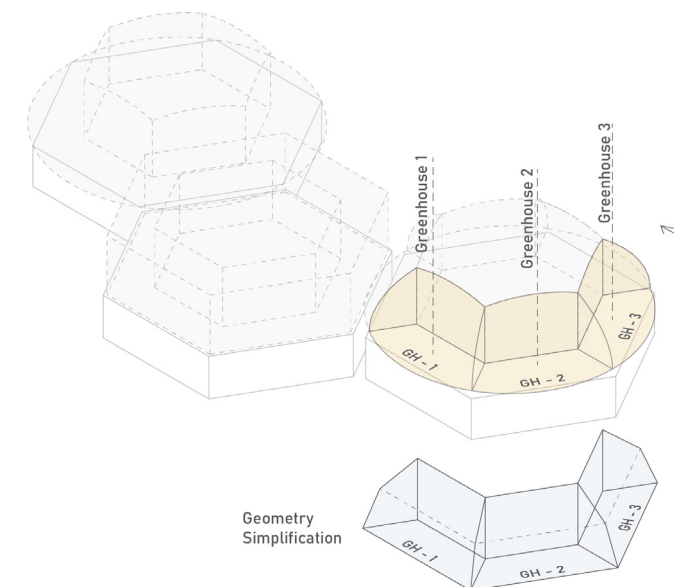 Greenhouse 1
Greenhouse 2
Greenhouse 3
GH - 1
GH - 2
GH - 3
Geometry
Simplification
GH - 1
GH - 2
GH - 3